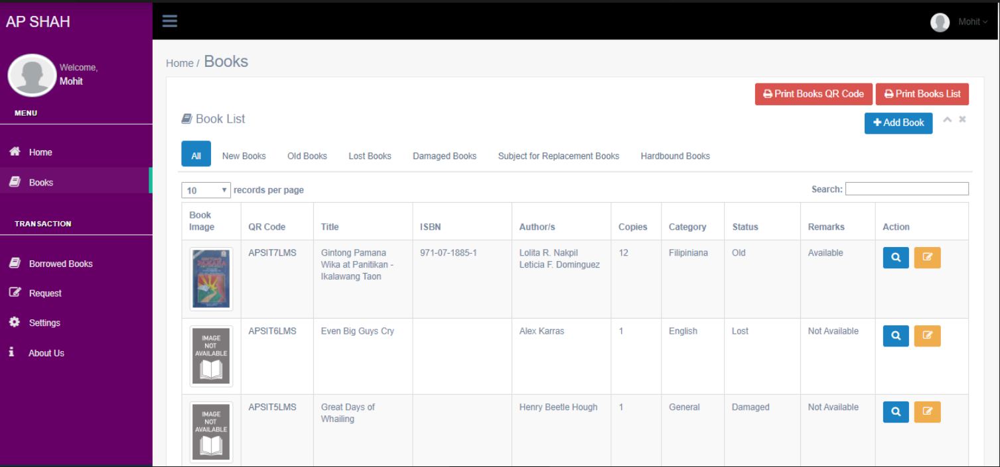 AP SHAH
Mohit
Welcome,
Mohit
MENU
Home
Books
TRANSACTION
Borrowed Books
Request
Settings
About Us
Home / Books
Print Books QR Code Print Books List
Book List
Add Book
All New Books Old Books Lost Books Damaged Books Subject for Replacement Books Hardbound Books
10 records per page Search:
Book Image QR Code Title ISBN Author/s Copies Category Status Remarks Action
APSIT7LMS Gintong Pamana 971-07-1885-1 Lolita R. Nakpil 12 Filipiniana Old Available
Wika at Panitikan - Leticia F. Dominguez
Ikalawang Taon
APSIT6LMS Even Big Guys Cry Alex Karras 1 English Lost Not Available
IMAGE
NOT
AVAILABLE
APSIT5LMS Great Days of Henry Beetle Hough 1 General Damaged Not Available
Whailing
IMAGE
NOT
AVAILABLE